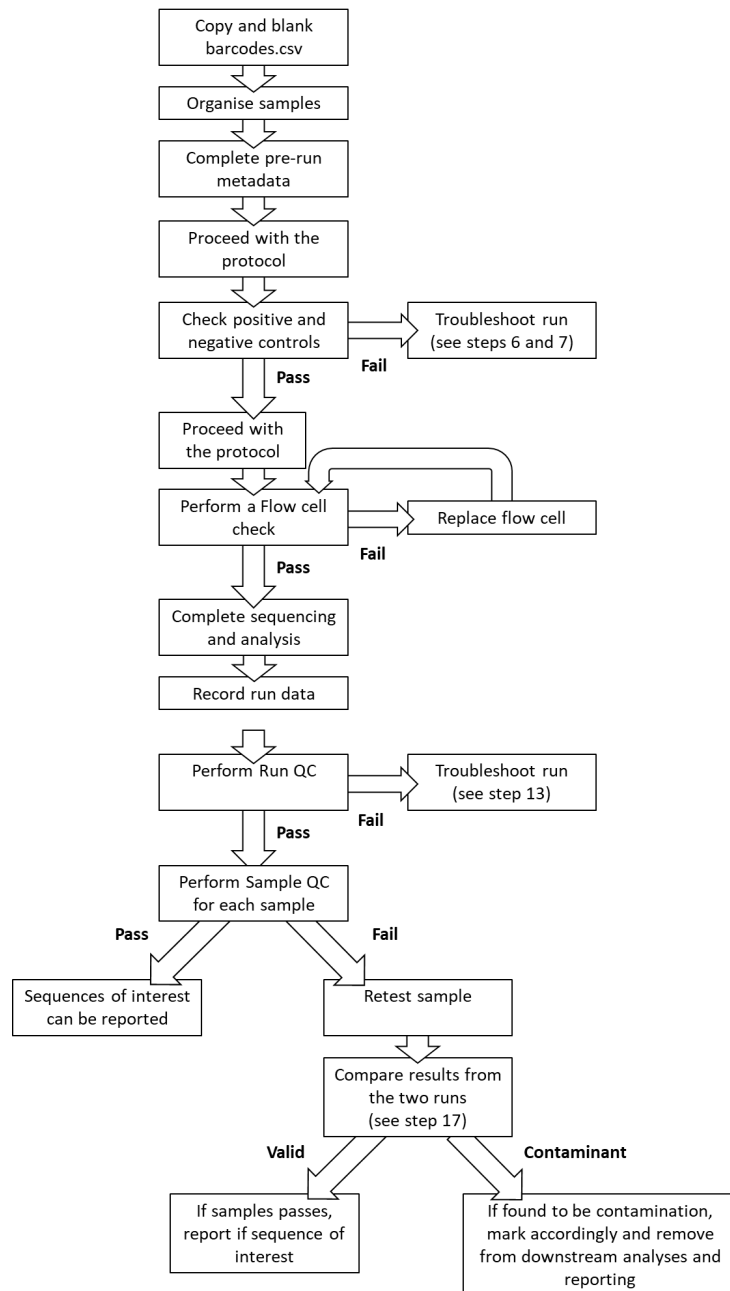 Copy and blank
barcodes.csv
Organise samples
Complete pre-run
metadata
Proceed with the
protocol
Check positive and
negative controls
Troubleshoot run
(see steps 6 and 7)
Fail
Pass
Proceed with
the protocol
Perform a Flow cell
check
Replace flow cell
Fail
Pass
Complete sequencing
and analysis
Record run data
Perform Run QC
Troubleshoot run
(see step 13)
Fail
Pass
Perform Sample QC
for each sample
Pass
Fail
Sequences of interest
can be reported
Retest sample
Compare results from
the two runs
(see step 17)
Valid
Contaminant
If samples passes,
report if sequence of
interest
If found to be contamination,
mark accordingly and remove
from downstream analyses and
reporting